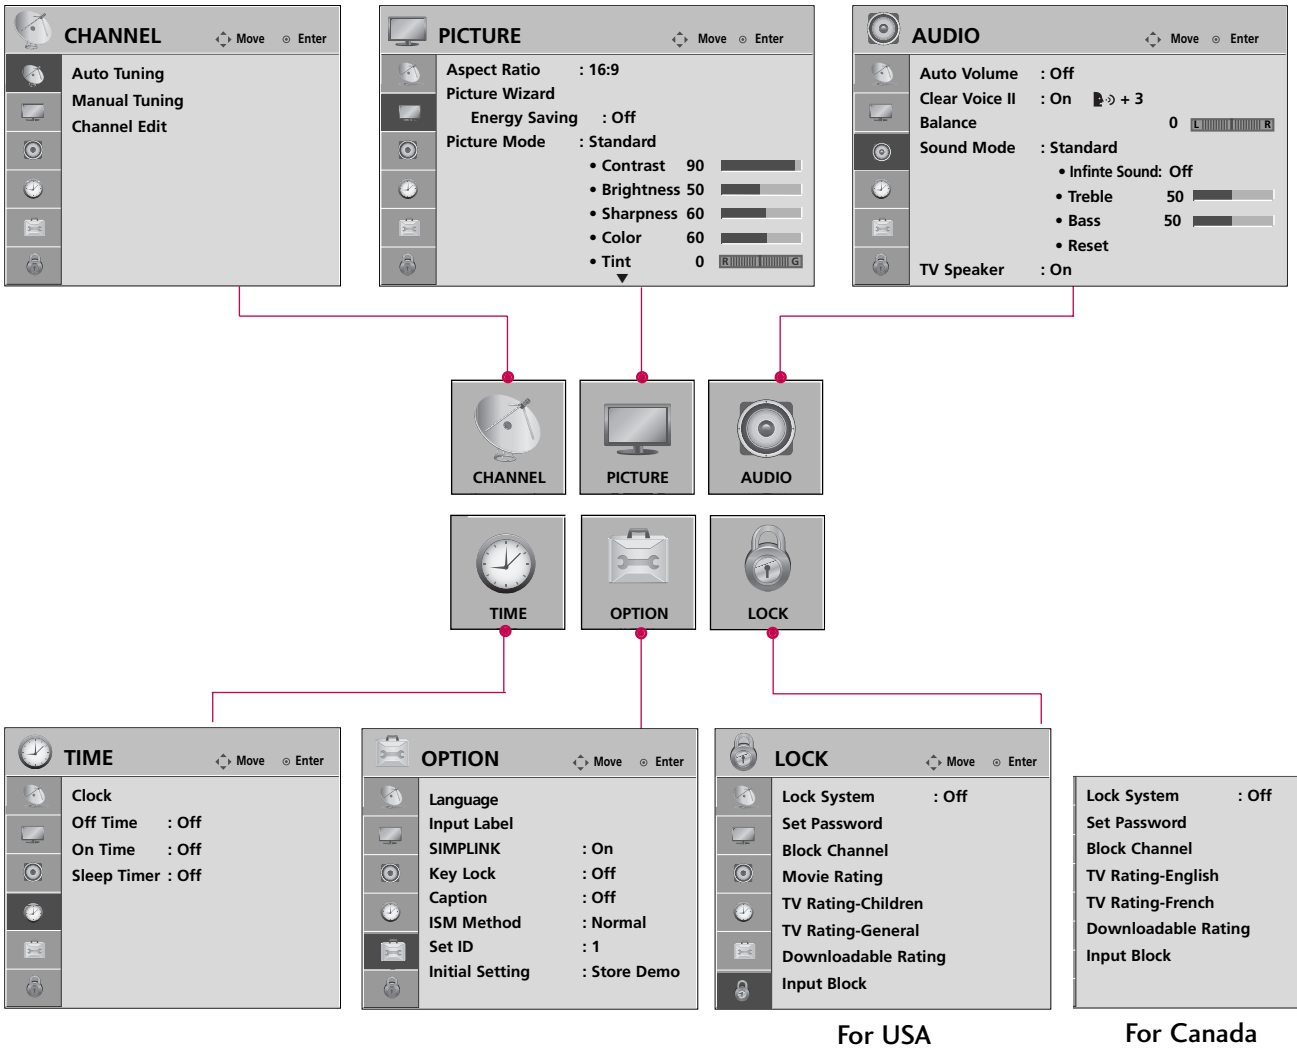 CHANNEL Move Enter
Auto Tuning
Manual Tuning
Channel Edit
PICTURE Move Enter
Aspect Ratio : 16:9
Picture Wizard
Energy Saving : Off
Picture Mode : Standard
• Contrast 90
• Brightness 50
• Sharpness 60
• Color 60
• Tint 0 R G
AUDIO Move Enter
Auto Volume : Off
Clear Voice II : On + 3
Balance 0 L R
Sound Mode : Standard
• Infinte Sound: Off
• Treble 50
• Bass 50
• Reset
TV Speaker : On
CHANNEL
PICTURE
AUDIO
TIME
OPTION
LOCK
TIME Move Enter
Clock
Off Time : Off
On Time : Off
Sleep Timer : Off
OPTION Move Enter
Language
Input Label
SIMPLINK : On
Key Lock : Off
Caption : Off
ISM Method : Normal
Set ID : 1
Initial Setting : Store Demo
LOCK Move Enter
Lock System : Off
Set Password
Block Channel
Movie Rating
TV Rating-Children
TV Rating-General
Downloadable Rating
Input Block
For USA
Lock System : Off
Set Password
Block Channel
TV Rating-English
TV Rating-French
Downloadable Rating
Input Block
For Canada